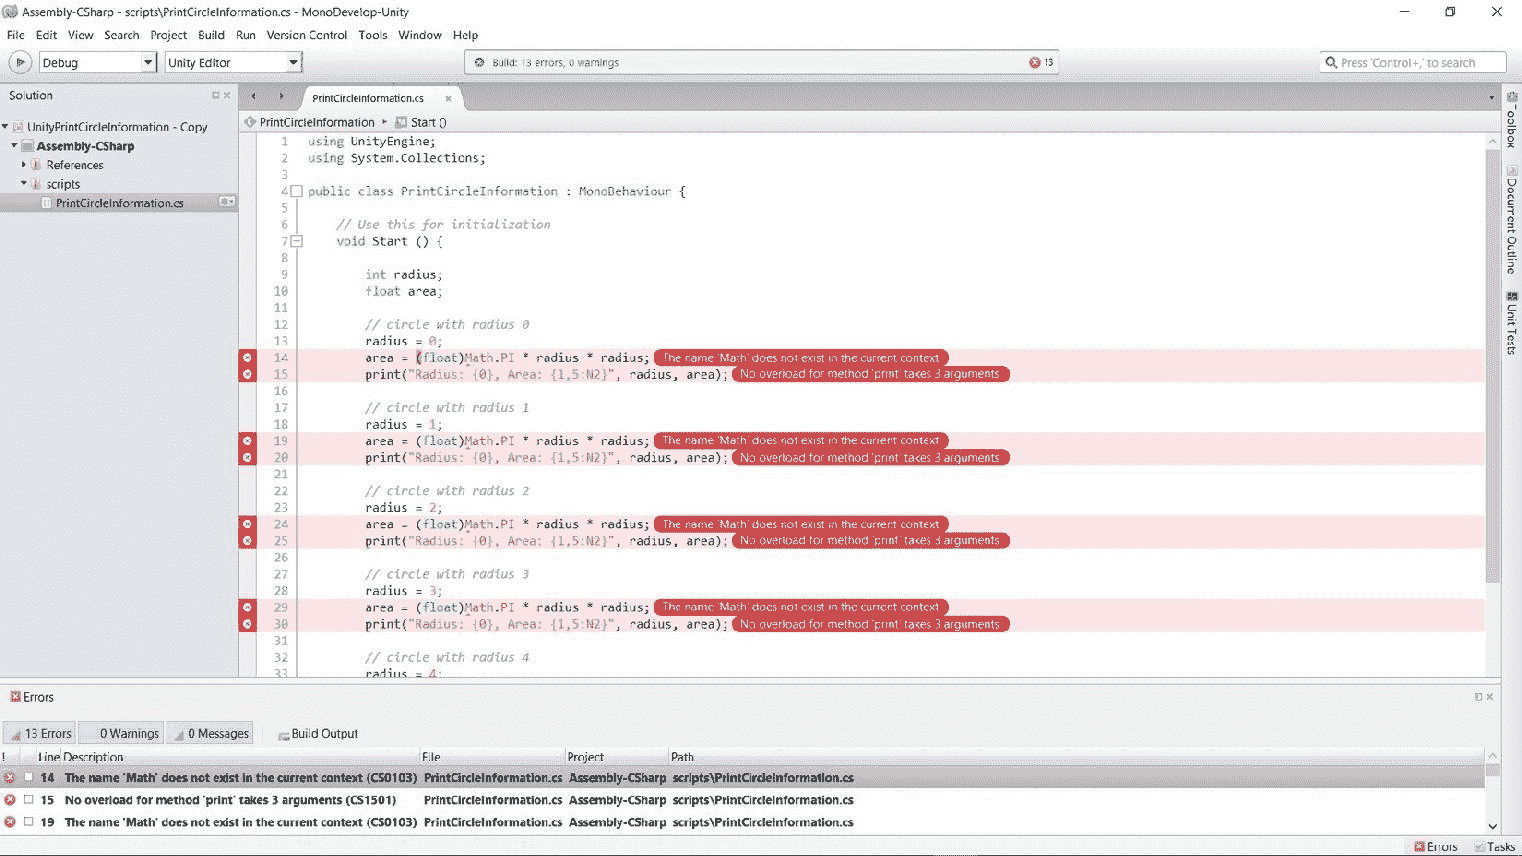 Assembly-CSharp - scripts\PrintCircleInformation.cs - MonoDevelop-Unity
File Edit View Search Project Build Run Version Control Tools Window Help
Debug Unity Editor Build: 13 errors, 0 warnings 13 Press 'Control+,' to search
Solution
UnityPrintCircleInformation - Copy
Assembly-CSharp
References
scripts
PrintCircleInformation.cs
PrintCircleInformation.cs
PrintCircleInformation Start ()
1 using UnityEngine;
2 using System.Collections;
3
4 public class PrintCircleInformation : MonoBehaviour {
5
6 // Use this for initialization
7 void Start () {
8
9 int radius;
10 float area;
11
12 // circle with radius 0
13 radius = 0;
14 area = (float)Math.PI * radius * radius; The name 'Math' does not exist in the current context
15 print("Radius: {0}, Area: {1,5:N2}", radius, area); No overload for method 'print' takes 3 arguments
16
17 // circle with radius 1
18 radius = 1;
19 area = (float)Math.PI * radius * radius; The name 'Math' does not exist in the current context
20 print("Radius: {0}, Area: {1,5:N2}", radius, area); No overload for method 'print' takes 3 arguments
21
22 // circle with radius 2
23 radius = 2;
24 area = (float)Math.PI * radius * radius; The name 'Math' does not exist in the current context
25 print("Radius: {0}, Area: {1,5:N2}", radius, area); No overload for method 'print' takes 3 arguments
26
27 // circle with radius 3
28 radius = 3;
29 area = (float)Math.PI * radius * radius; The name 'Math' does not exist in the current context
30 print("Radius: {0}, Area: {1,5:N2}", radius, area); No overload for method 'print' takes 3 arguments
31
32 // circle with radius 4
33 radius = 4;
Toolbox
Document Outline
Unit Tests
Errors
13 Errors 0 Warnings 0 Messages Build Output
! Line Description File Project Path
14 The name 'Math' does not exist in the current context (CS0103) PrintCircleInformation.cs Assembly-CSharp scripts\PrintCircleInformation.cs
15 No overload for method 'print' takes 3 arguments (CS1501) PrintCircleInformation.cs Assembly-CSharp scripts\PrintCircleInformation.cs
19 The name 'Math' does not exist in the current context (CS0103) PrintCircleInformation.cs Assembly-CSharp scripts\PrintCircleInformation.cs
Errors Tasks